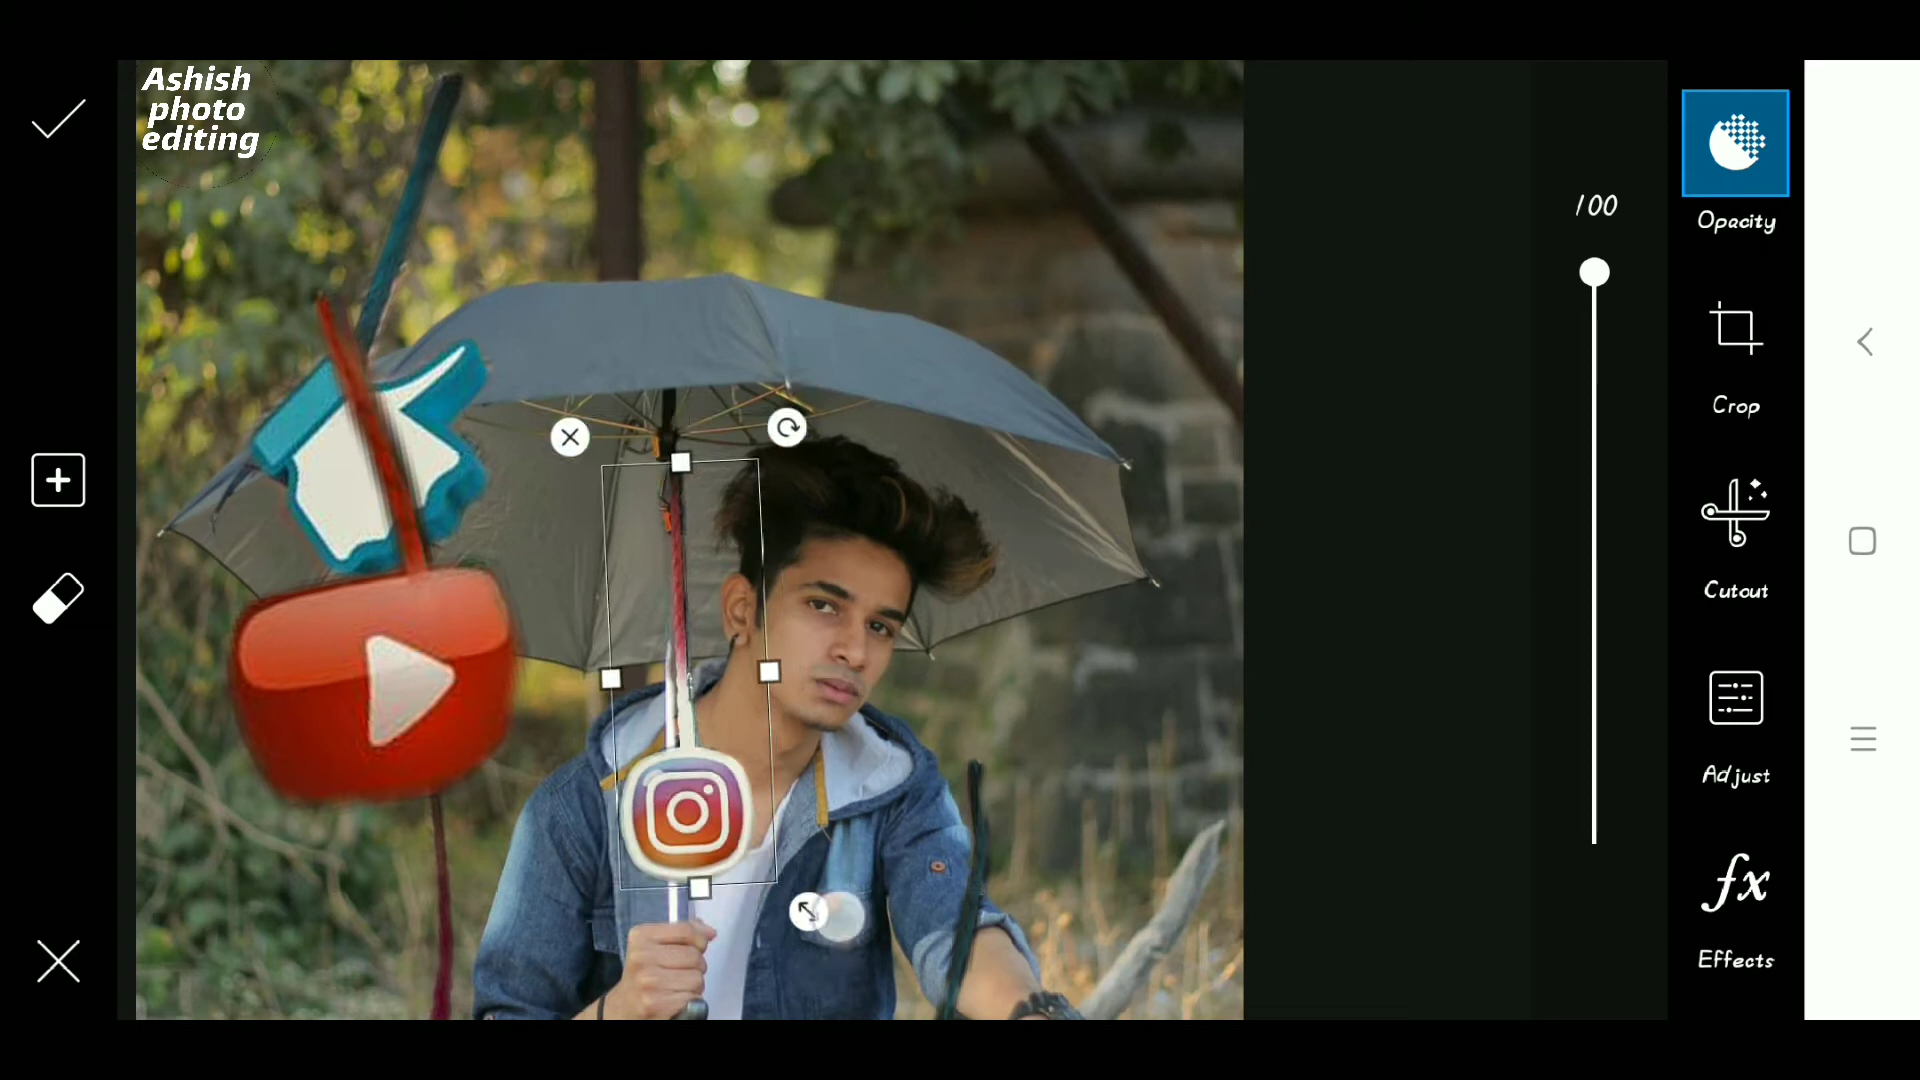 Ashish
photo
editing
100
Opacity
Crop
Cutout
Adjust
fx
Effects